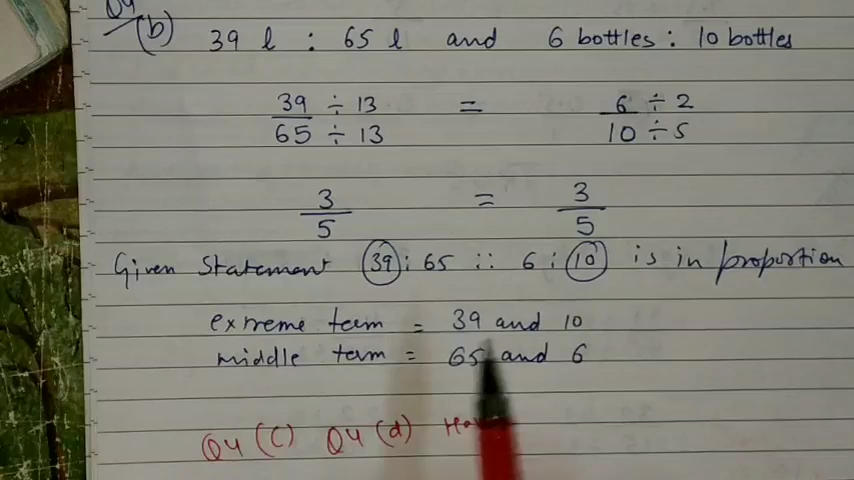 Q4
(b) 39 l : 65 l and 6 bottles : 10 bottles
39 ÷ 13 = 6 ÷ 2
65 ÷ 13 10 ÷ 5
3 = 3
5 5
Given Statement 39 : 65 :: 6 : 10 is in proportion
extreme term = 39 and 10
middle term = 65 and 6
Q4 (C) Q4 (d)